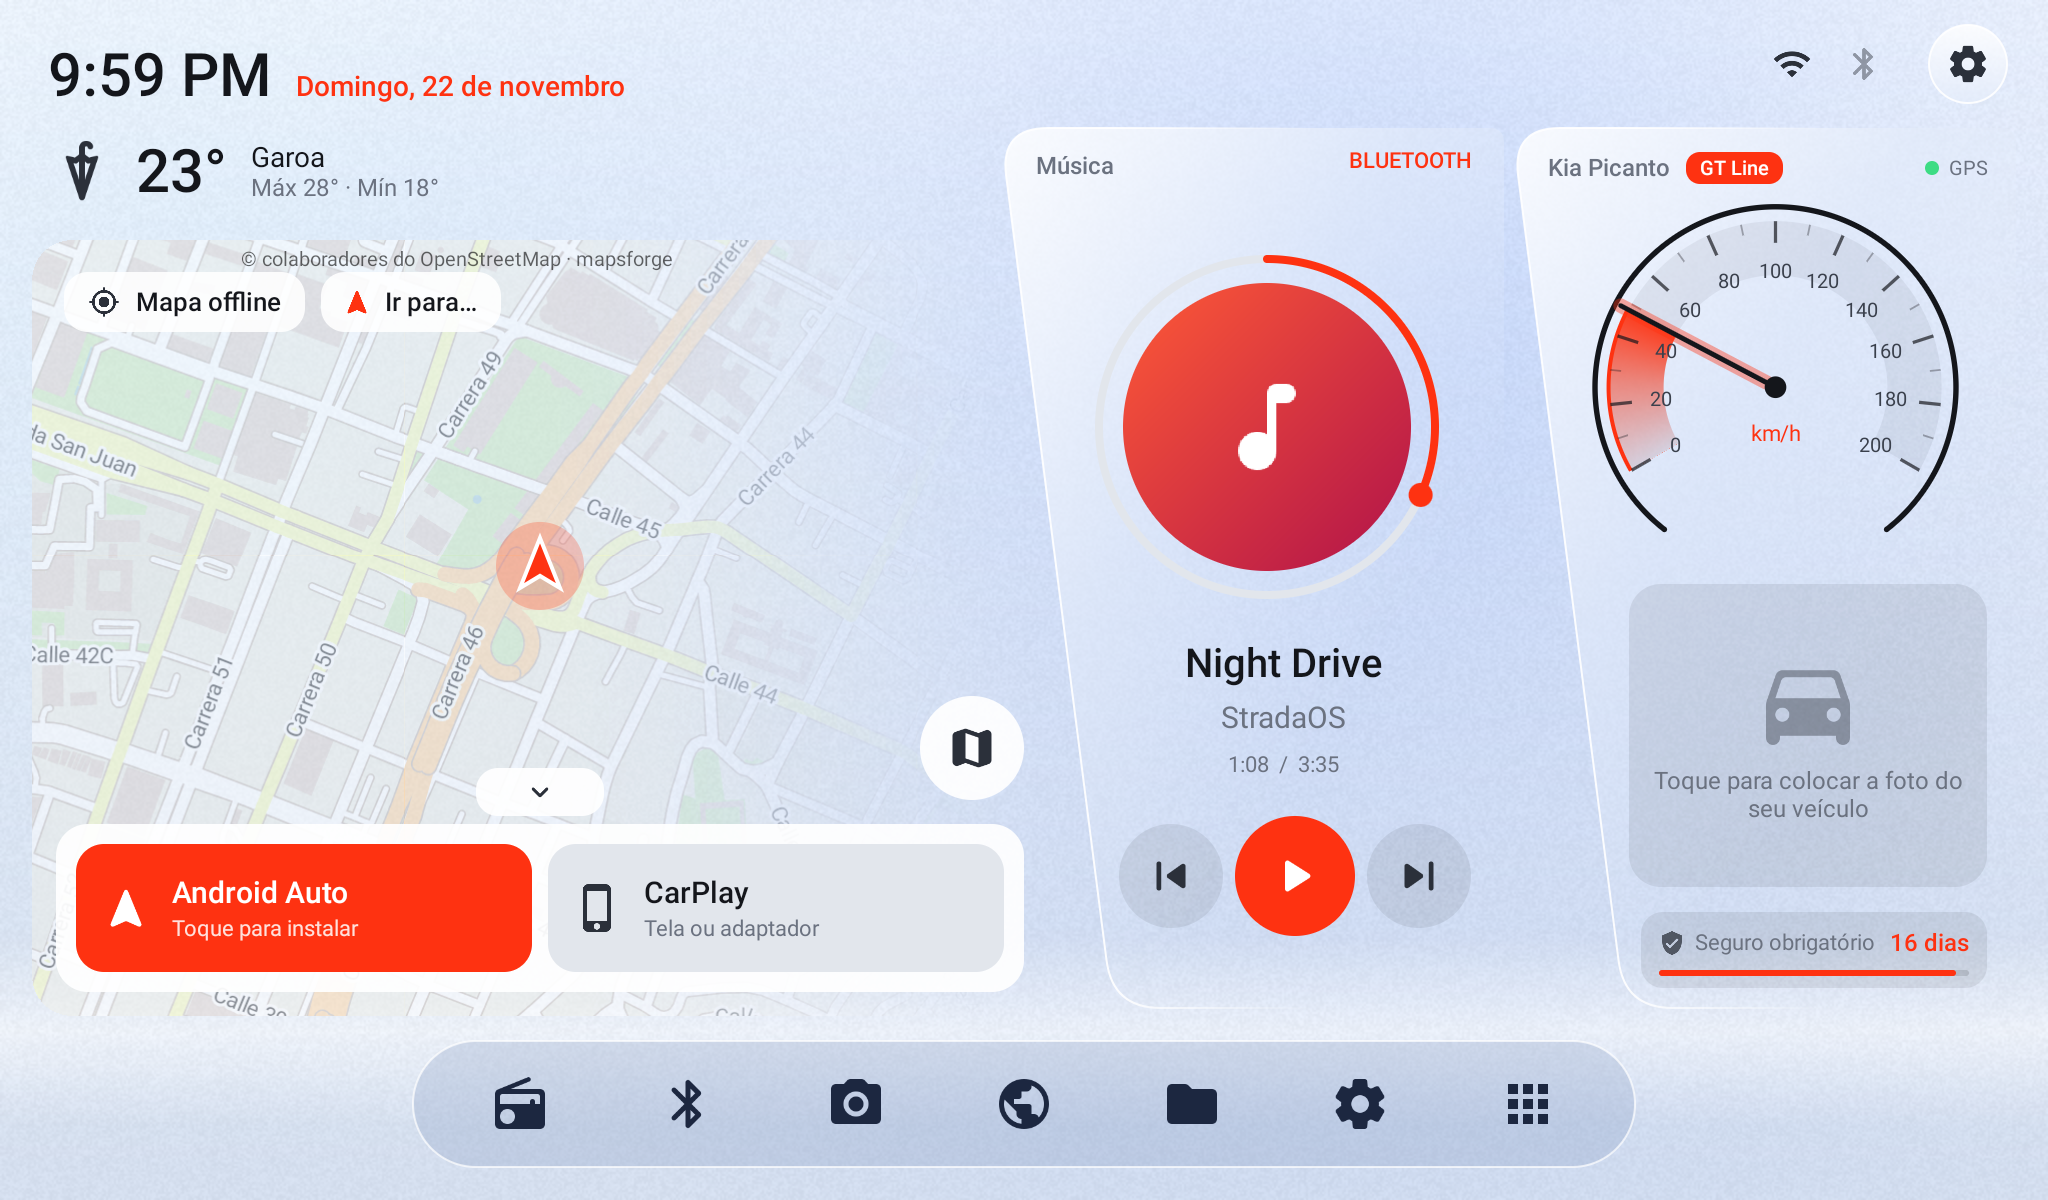 9:59 PM
Domingo, 22 de novembro
23°
Garoa
Máx 28° · Mín 18°
© colaboradores do OpenStreetMap · mapsforge
Mapa offline
Ir para...
Carrera
Carrera 49
da San Juan
Carrera 44
Calle 45
Calle 42C
Carrera 51
Carrera 50
Carrera 46
Calle 44
Android Auto
Toque para instalar
CarPlay
Tela ou adaptador
Música
BLUETOOTH
Night Drive
StradaOS
1:08 / 3:35
Kia Picanto
GT Line
GPS
0
20
40
60
80
100
120
140
160
180
200
km/h
Toque para colocar a foto do
seu veículo
Seguro obrigatório
16 dias